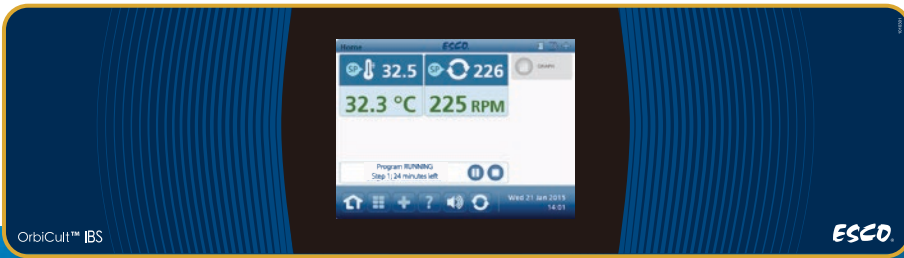 Home
ESCO
SP 32.5
SP 226
GRAPH
32.3 °C
225 RPM
Program RUNNING
Step 1; 24 minutes left
?
Wed 21 Jan 2015
14:01
OrbiCult™ IBS
ESCO.